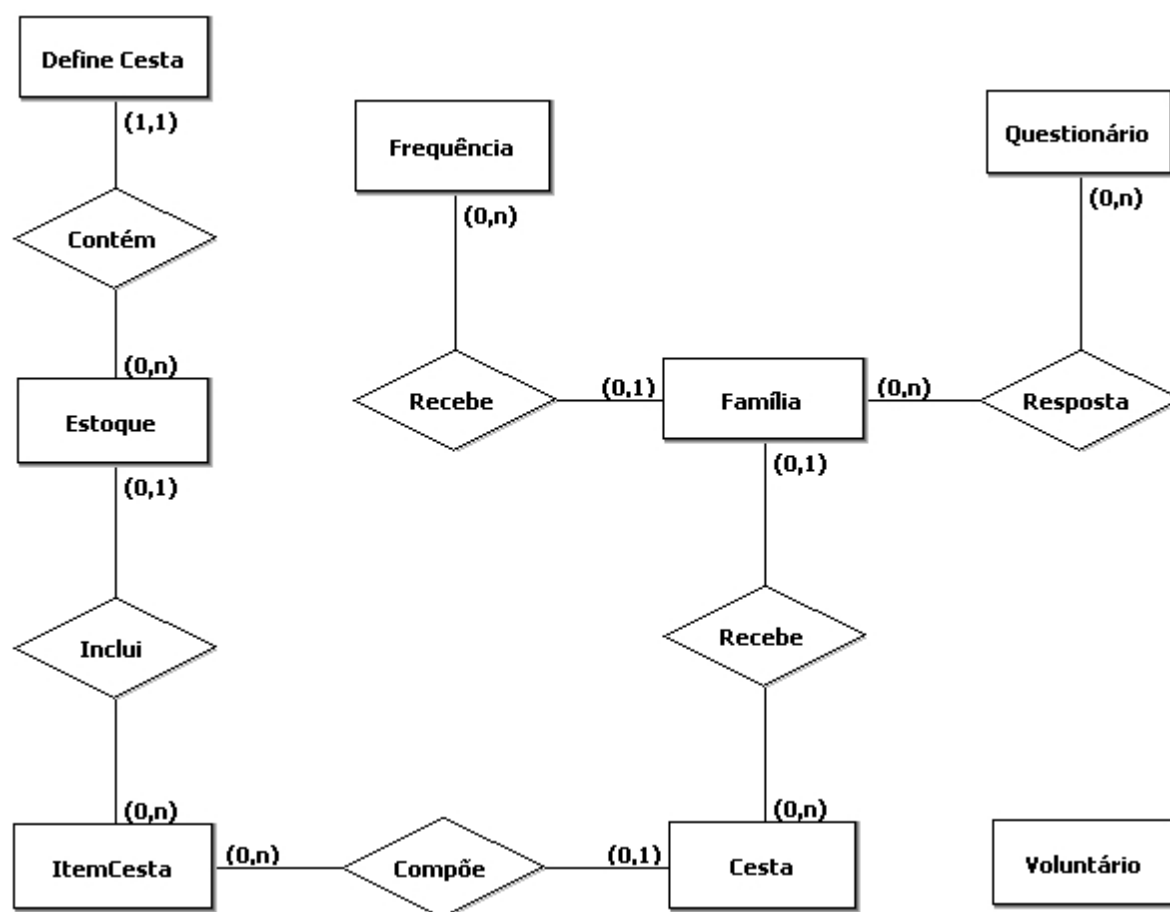 Define Cesta
(1,1)
Contém
(0,n)
Estoque
(0,1)
Inclui
(0,n)
ItemCesta
(0,n)
Compõe
(0,1)
Cesta
(0,n)
Recebe
(0,1)
Família
(0,1)
Recebe
(0,n)
Frequência
(0,n)
Resposta
(0,n)
Questionário
Voluntário